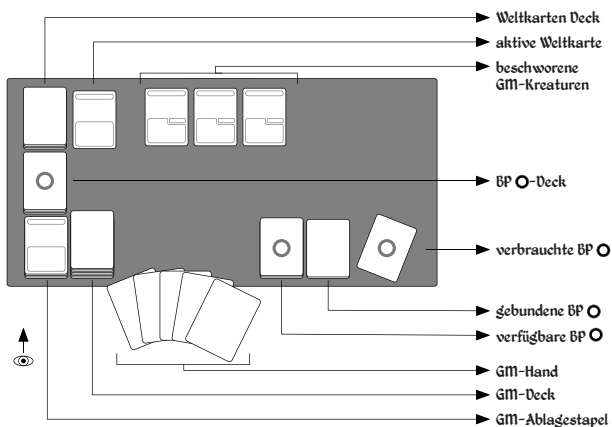 Weltkarten Deck
aktive Weltkarte
beschworene
GM-Kreaturen
BP O-Deck
verbrauchte BP O
gebundene BP O
verfügbare BP O
GM-Hand
GM-Deck
GM-Ablagestapel